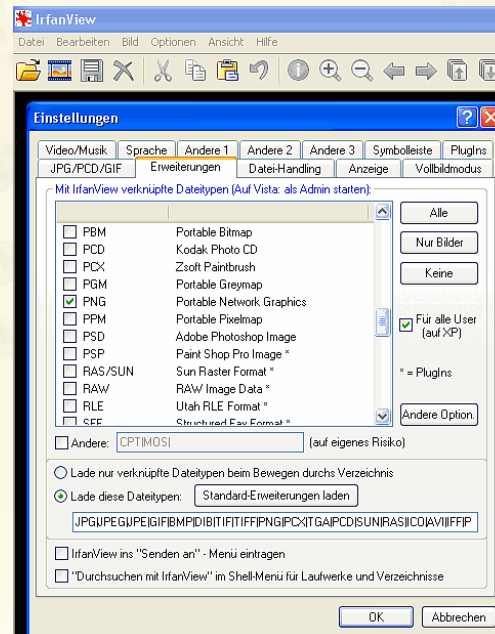 IrfanView
Datei Bearbeiten Bild Optionen Ansicht Hilfe
Einstellungen
Video/Musik Sprache Andere 1 Andere 2 Andere 3 Symbolleiste PlugIns
JPG/PCD/GIF Erweiterungen Datei-Handling Anzeige Vollbildmodus
Mit IrfanView verknüpfte Dateitypen (Auf Vista: als Admin starten):
Alle
PBM Portable Bitmap
PCD Kodak Photo CD
Nur Bilder
PCX Zsoft Paintbrush
PGM Portable Greymap
Keine
PNG Portable Network Graphics
PPM Portable Pixelmap
Für alle User
(auf XP)
PSD Adobe Photoshop Image
PSP Paint Shop Pro Image *
RAS/SUN Sun Raster Format *
* = PlugIns
RAW RAW Image Data *
RLE Utah RLE Format *
Andere Option.
SFF Structured Fax Format *
Andere: CPT|MOS| (auf eigenes Risiko)
Lade nur verknüpfte Dateitypen beim Bewegen durchs Verzeichnis
Lade diese Dateitypen: Standard-Erweiterungen laden
JPG|JPEG|JPE|GIF|BMP|DIB|TIF|TIFF|PNG|PCX|TGA|PCD|SUN|RAS|ICO|AVI|IFF|P
IrfanView ins "Senden an" - Menü eintragen
"Durchsuchen mit IrfanView" im Shell-Menü für Laufwerke und Verzeichnisse
OK Abbrechen